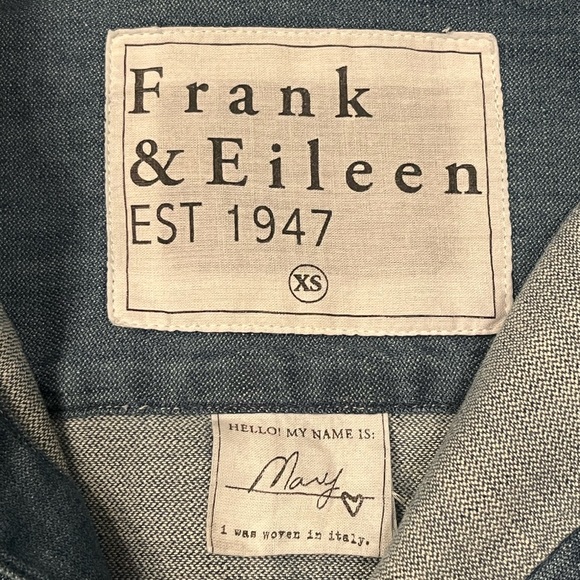 Frank
& Eileen
EST 1947
XS
HELLO! MY NAME IS:
Mary
i was woven in italy.